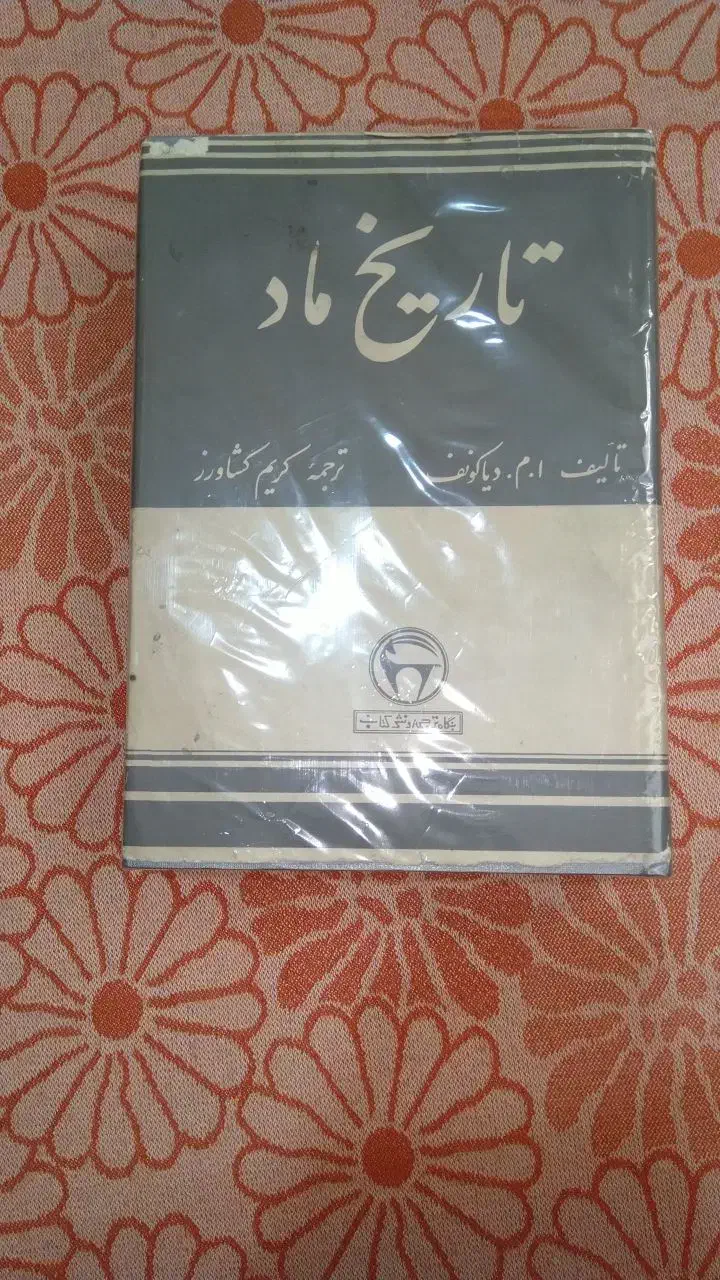 تاریخ ماد
تألیف ا.م. دیاکونف ترجمهٔ کریم کشاورز
بنگاه ترجمه و نشر کتاب